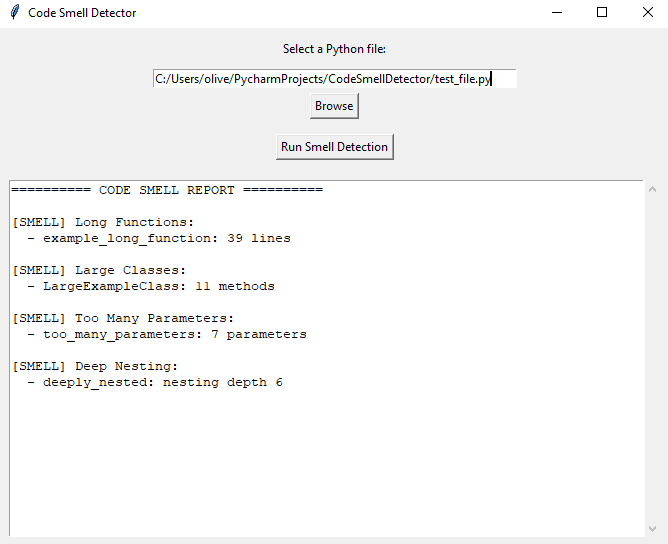 Code Smell Detector
Select a Python file:
C:/Users/olive/PycharmProjects/CodeSmellDetector/test_file.py
Browse
Run Smell Detection
========== CODE SMELL REPORT ==========
[SMELL] Long Functions:
- example_long_function: 39 lines
[SMELL] Large Classes:
- LargeExampleClass: 11 methods
[SMELL] Too Many Parameters:
- too_many_parameters: 7 parameters
[SMELL] Deep Nesting:
- deeply_nested: nesting depth 6